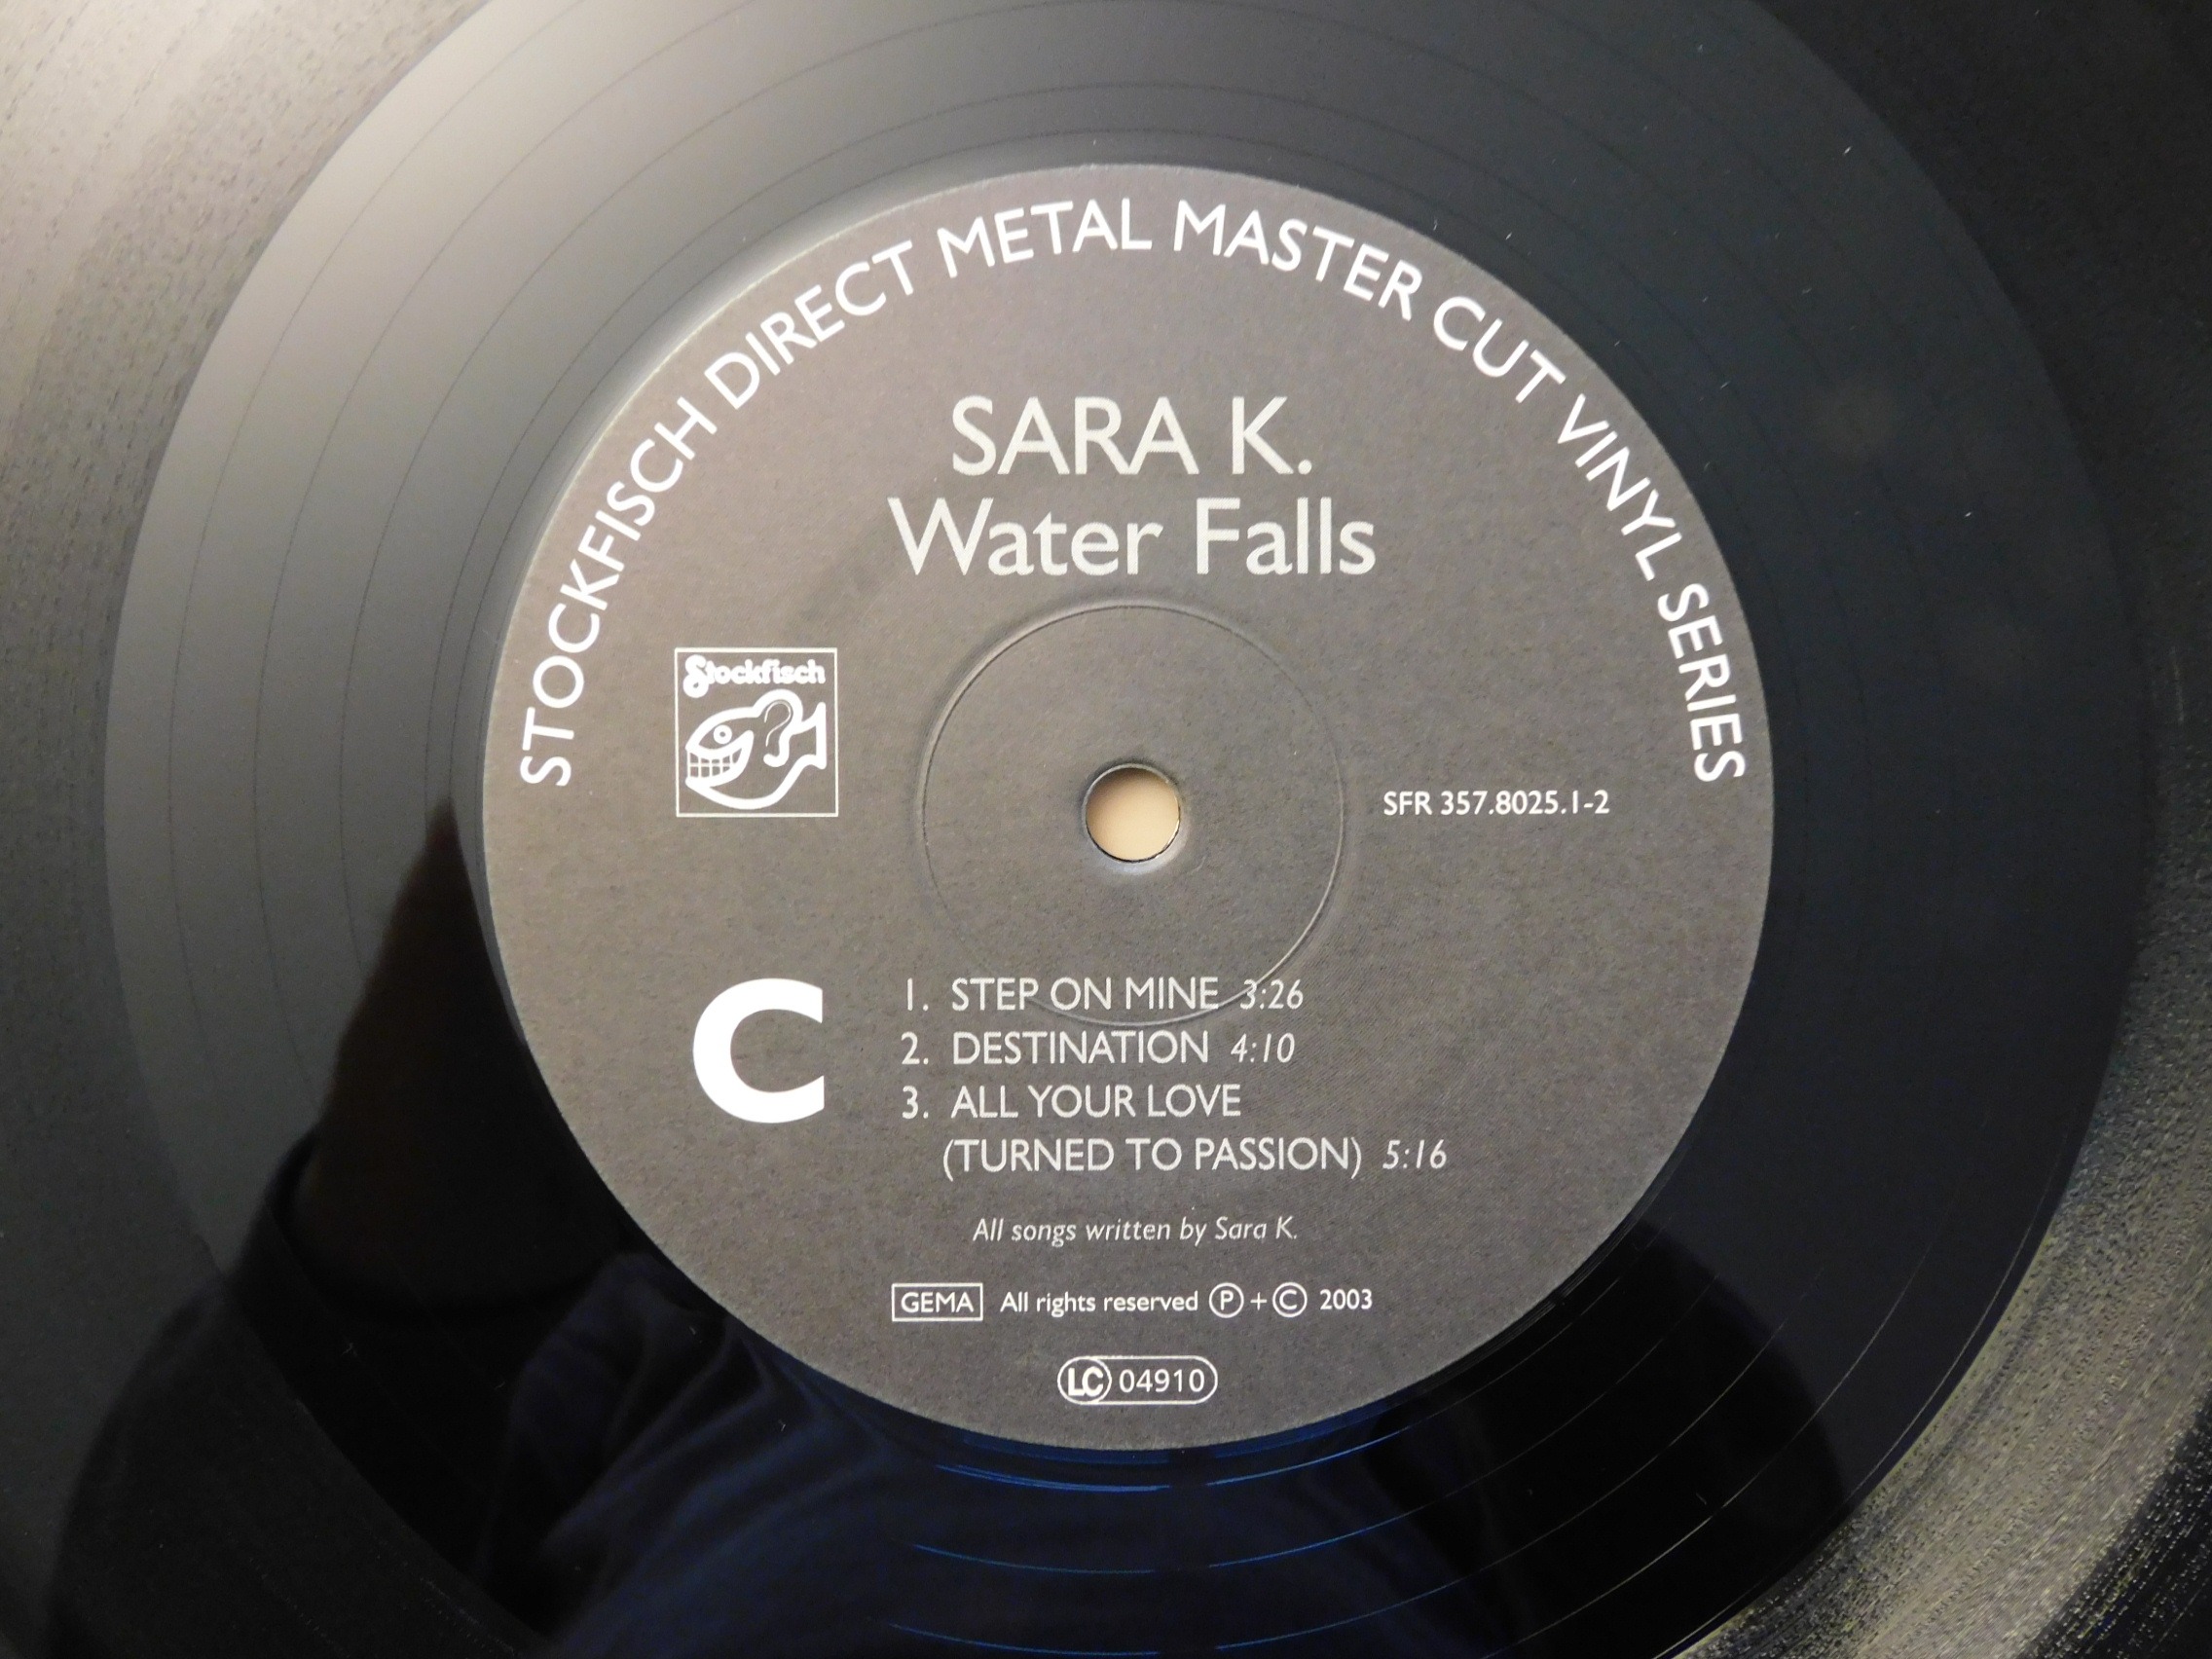 STOCKFISCH DIRECT METAL MASTER CUT VINYL SERIES
SARA K.
Water Falls
Stockfisch
SFR 357.8025.1-2
C
1. STEP ON MINE 3:26
2. DESTINATION 4:10
3. ALL YOUR LOVE
(TURNED TO PASSION) 5:16
All songs written by Sara K.
GEMA All rights reserved Ⓟ+© 2003
LC 04910